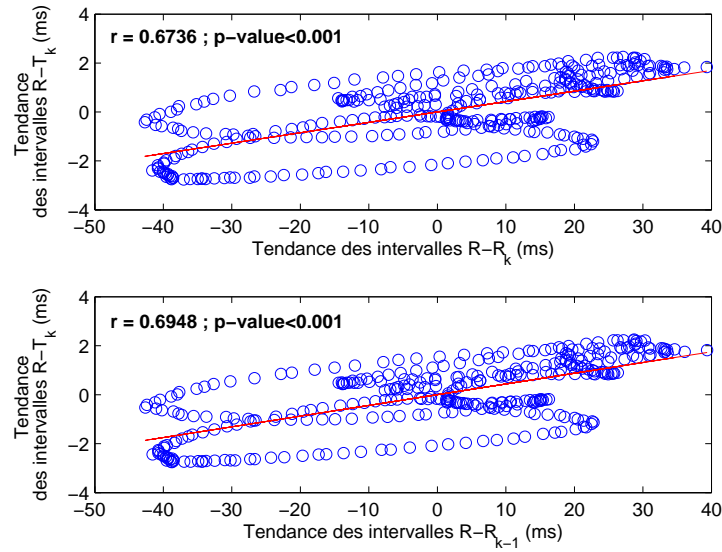 r = 0.6736 ; p-value<0.001
Tendance
des intervalles R-T_k (ms)
4
2
0
-2
-4
-50 -40 -30 -20 -10 0 10 20 30 40
Tendance des intervalles R-R_k (ms)
r = 0.6948 ; p-value<0.001
Tendance
des intervalles R-T_k (ms)
4
2
0
-2
-4
-50 -40 -30 -20 -10 0 10 20 30 40
Tendance des intervalles R-R_{k-1} (ms)